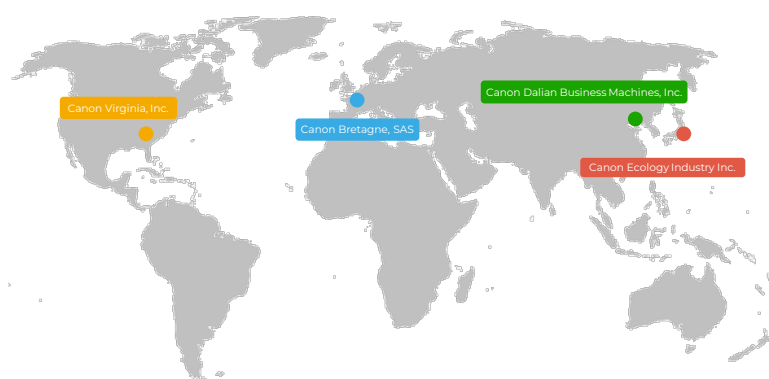 Canon Virginia, Inc.
Canon Bretagne, SAS
Canon Dalian Business Machines, Inc.
Canon Ecology Industry Inc.